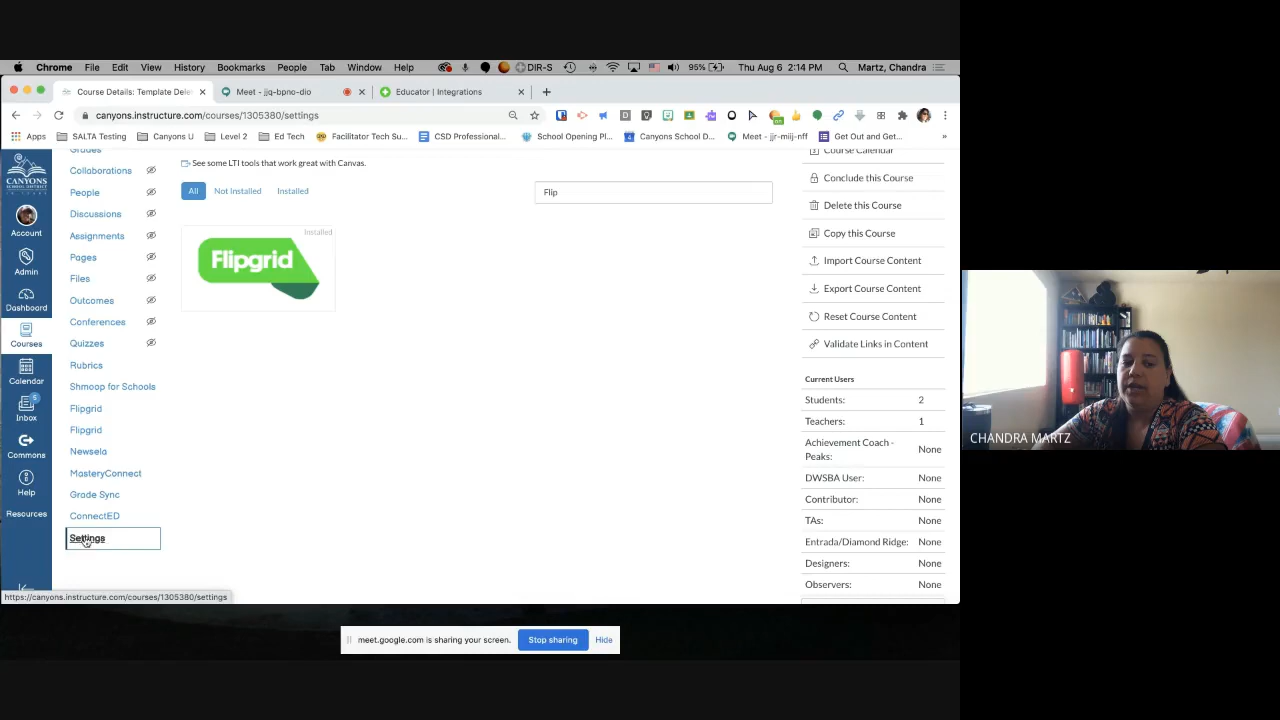 Chrome File Edit View History Bookmarks People Tab Window Help DIR-S 95% Thu Aug 6 2:14 PM Martz, Chandra
Course Details: Template Dele
Meet - jjq-bpno-dio
Educator | Integrations
canyons.instructure.com/courses/1305380/settings
Apps SALTA Testing Canyons U Level 2 Ed Tech Facilitator Tech Su... CSD Professional... School Opening Pl... Canyons School D... Meet - jjr-miij-nff Get Out and Get...
CANYONS
SCHOOL DISTRICT
Account
Admin
Dashboard
Courses
Calendar
5
Inbox
Commons
Help
Resources
Grades
Collaborations
People
Discussions
Assignments
Pages
Files
Outcomes
Conferences
Quizzes
Rubrics
Shmoop for Schools
Flipgrid
Flipgrid
Newsela
MasteryConnect
Grade Sync
ConnectED
Settings
https://canyons.instructure.com/courses/1305380/settings
See some LTI tools that work great with Canvas.
All Not Installed Installed
Flip
Installed
Flipgrid
Course Calendar
Conclude this Course
Delete this Course
Copy this Course
Import Course Content
Export Course Content
Reset Course Content
Validate Links in Content
Current Users
Students: 2
Teachers: 1
Achievement Coach -
Peaks: None
DWSBA User: None
Contributor: None
TAs: None
Entrada/Diamond Ridge: None
Designers: None
Observers: None
meet.google.com is sharing your screen. Stop sharing Hide
CHANDRA MARTZ